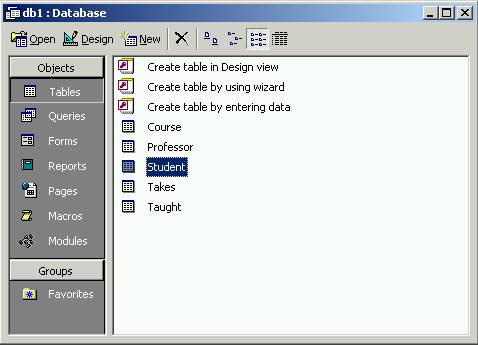 db1 : Database
Open Design New
Objects
Tables
Queries
Forms
Reports
Pages
Macros
Modules
Groups
Favorites
Create table in Design view
Create table by using wizard
Create table by entering data
Course
Professor
Student
Takes
Taught